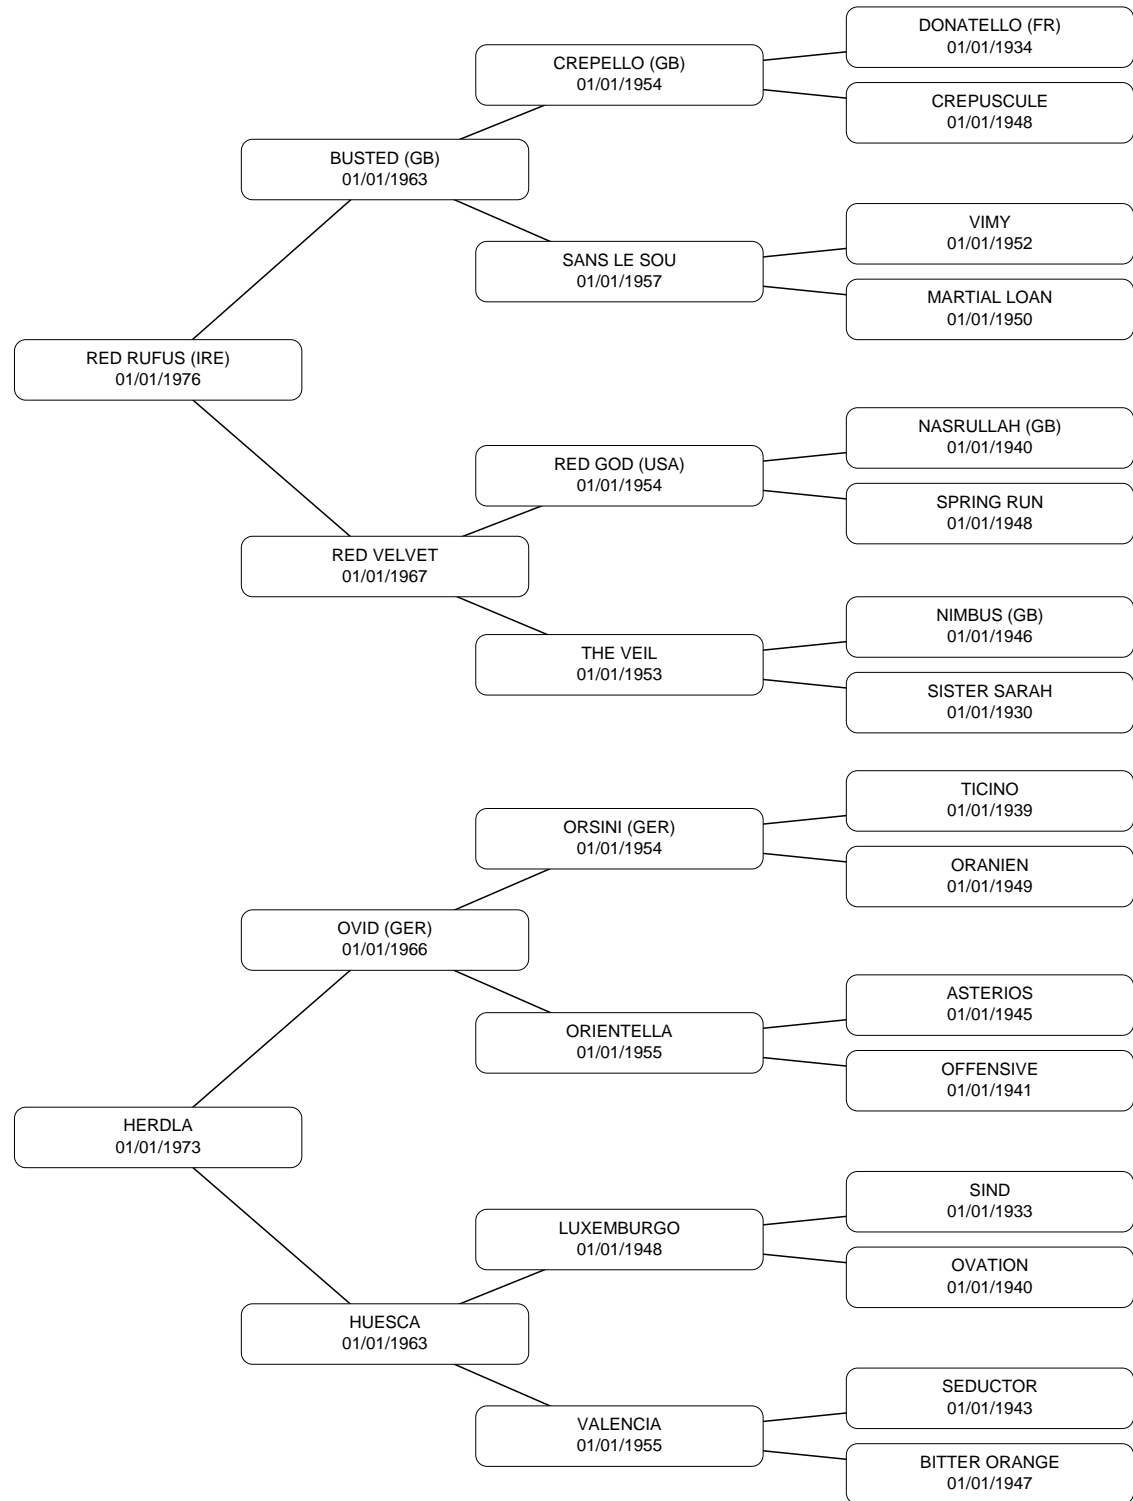 DONATELLO (FR)
01/01/1934
CREPELLO (GB)
01/01/1954
CREPUSCULE
01/01/1948
BUSTED (GB)
01/01/1963
VIMY
01/01/1952
SANS LE SOU
01/01/1957
MARTIAL LOAN
01/01/1950
RED RUFUS (IRE)
01/01/1976
NASRULLAH (GB)
01/01/1940
RED GOD (USA)
01/01/1954
SPRING RUN
01/01/1948
RED VELVET
01/01/1967
NIMBUS (GB)
01/01/1946
THE VEIL
01/01/1953
SISTER SARAH
01/01/1930
TICINO
01/01/1939
ORSINI (GER)
01/01/1954
ORANIEN
01/01/1949
OVID (GER)
01/01/1966
ASTERIOS
01/01/1945
ORIENTELLA
01/01/1955
OFFENSIVE
01/01/1941
HERDLA
01/01/1973
SIND
01/01/1933
LUXEMBURGO
01/01/1948
OVATION
01/01/1940
HUESCA
01/01/1963
SEDUCTOR
01/01/1943
VALENCIA
01/01/1955
BITTER ORANGE
01/01/1947